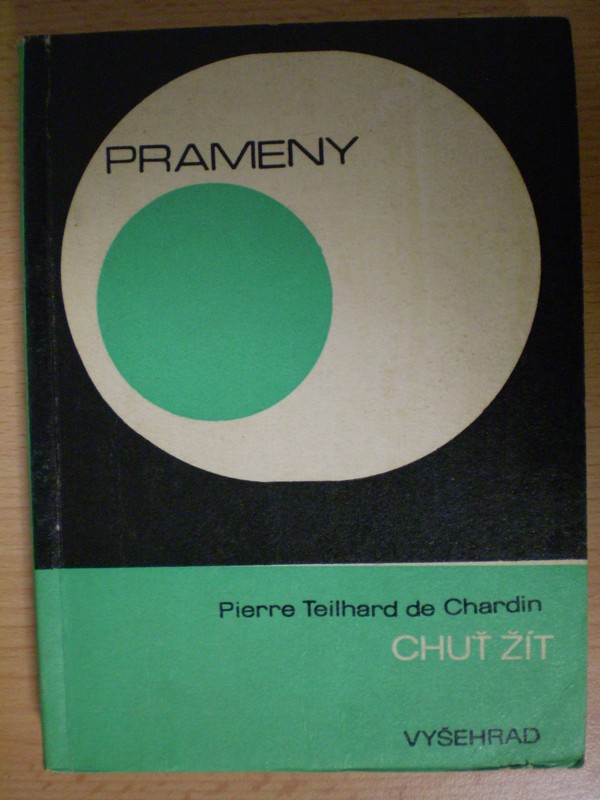 PRAMENY
Pierre Teilhard de Chardin
CHUŤ ŽÍT
VYŠEHRAD